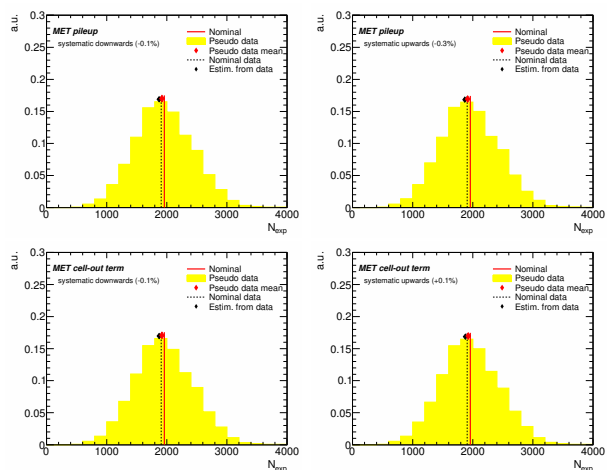 a.u.
0.3
MET pileup
systematic downwards (-0.1%)
Nominal
Pseudo data
Pseudo data mean
Nominal data
Estim. from data
0.25
0.2
0.15
0.1
0.05
0
0 1000 2000 3000 4000
Nexp
a.u.
0.3
MET pileup
systematic upwards (-0.3%)
Nominal
Pseudo data
Pseudo data mean
Nominal data
Estim. from data
0.25
0.2
0.15
0.1
0.05
0
0 1000 2000 3000 4000
Nexp
a.u.
0.3
MET cell-out term
systematic downwards (-0.1%)
Nominal
Pseudo data
Pseudo data mean
Nominal data
Estim. from data
0.25
0.2
0.15
0.1
0.05
0
0 1000 2000 3000 4000
Nexp
a.u.
0.3
MET cell-out term
systematic upwards (+0.1%)
Nominal
Pseudo data
Pseudo data mean
Nominal data
Estim. from data
0.25
0.2
0.15
0.1
0.05
0
0 1000 2000 3000 4000
Nexp